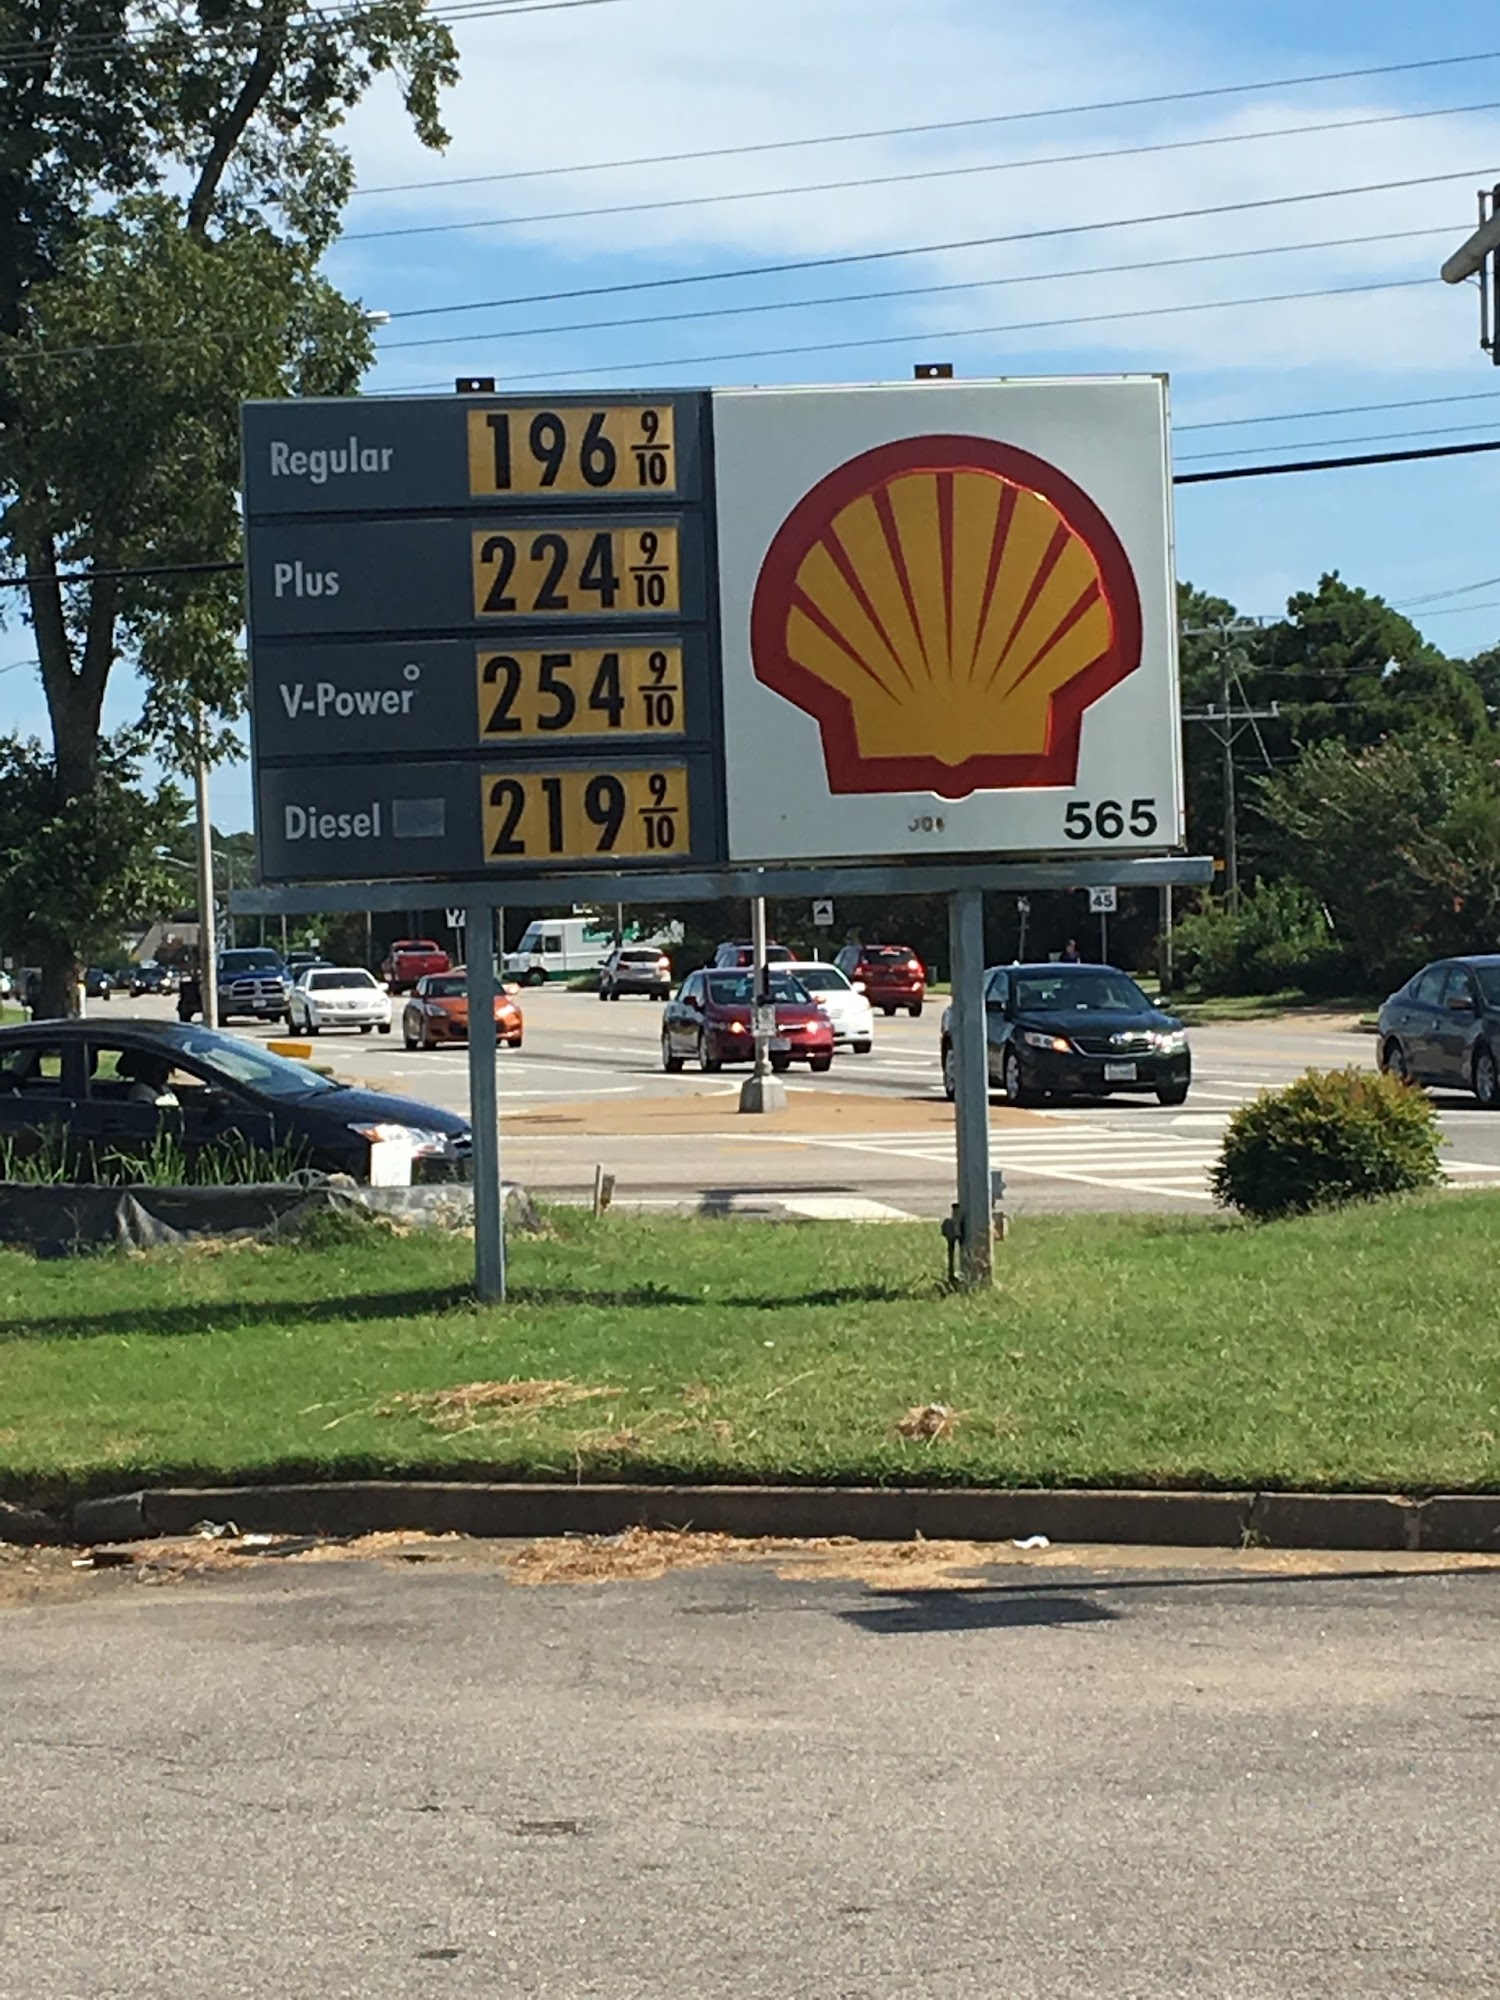 Regular 196 9/10
Plus 224 9/10
V-Power 254 9/10
Diesel 219 9/10
565
45